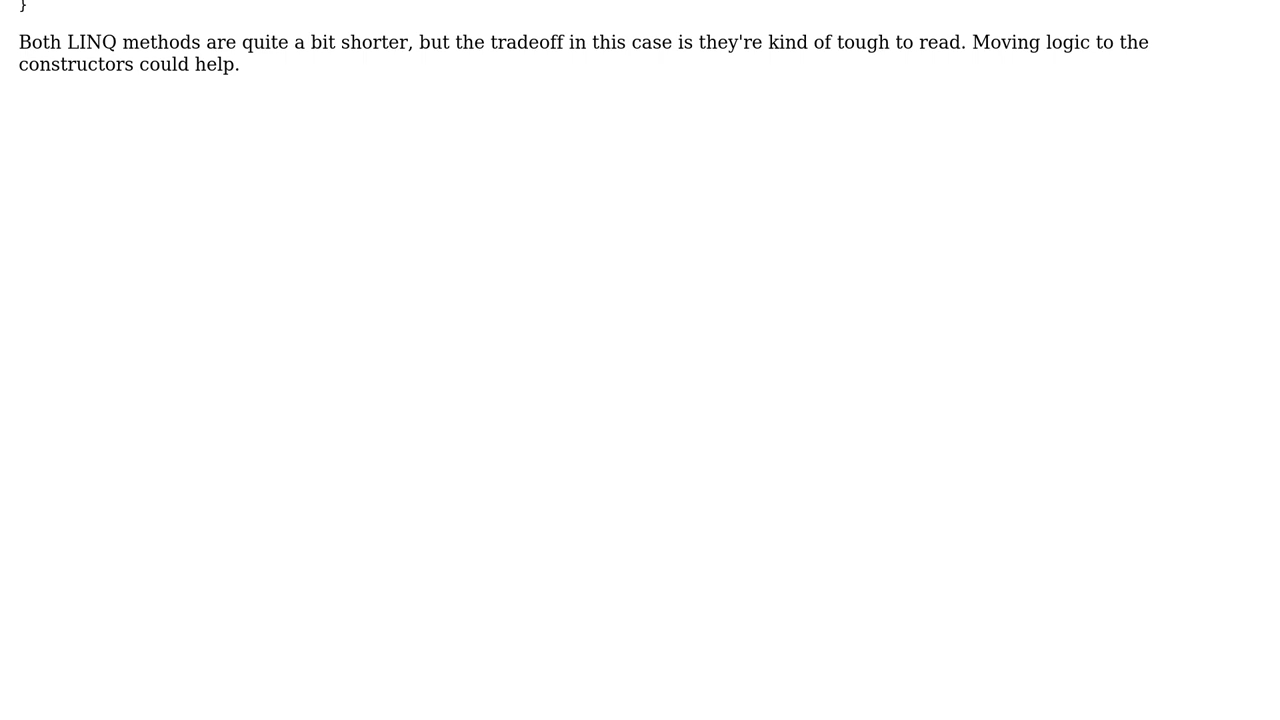 }
Both LINQ methods are quite a bit shorter, but the tradeoff in this case is they're kind of tough to read. Moving logic to the
constructors could help.